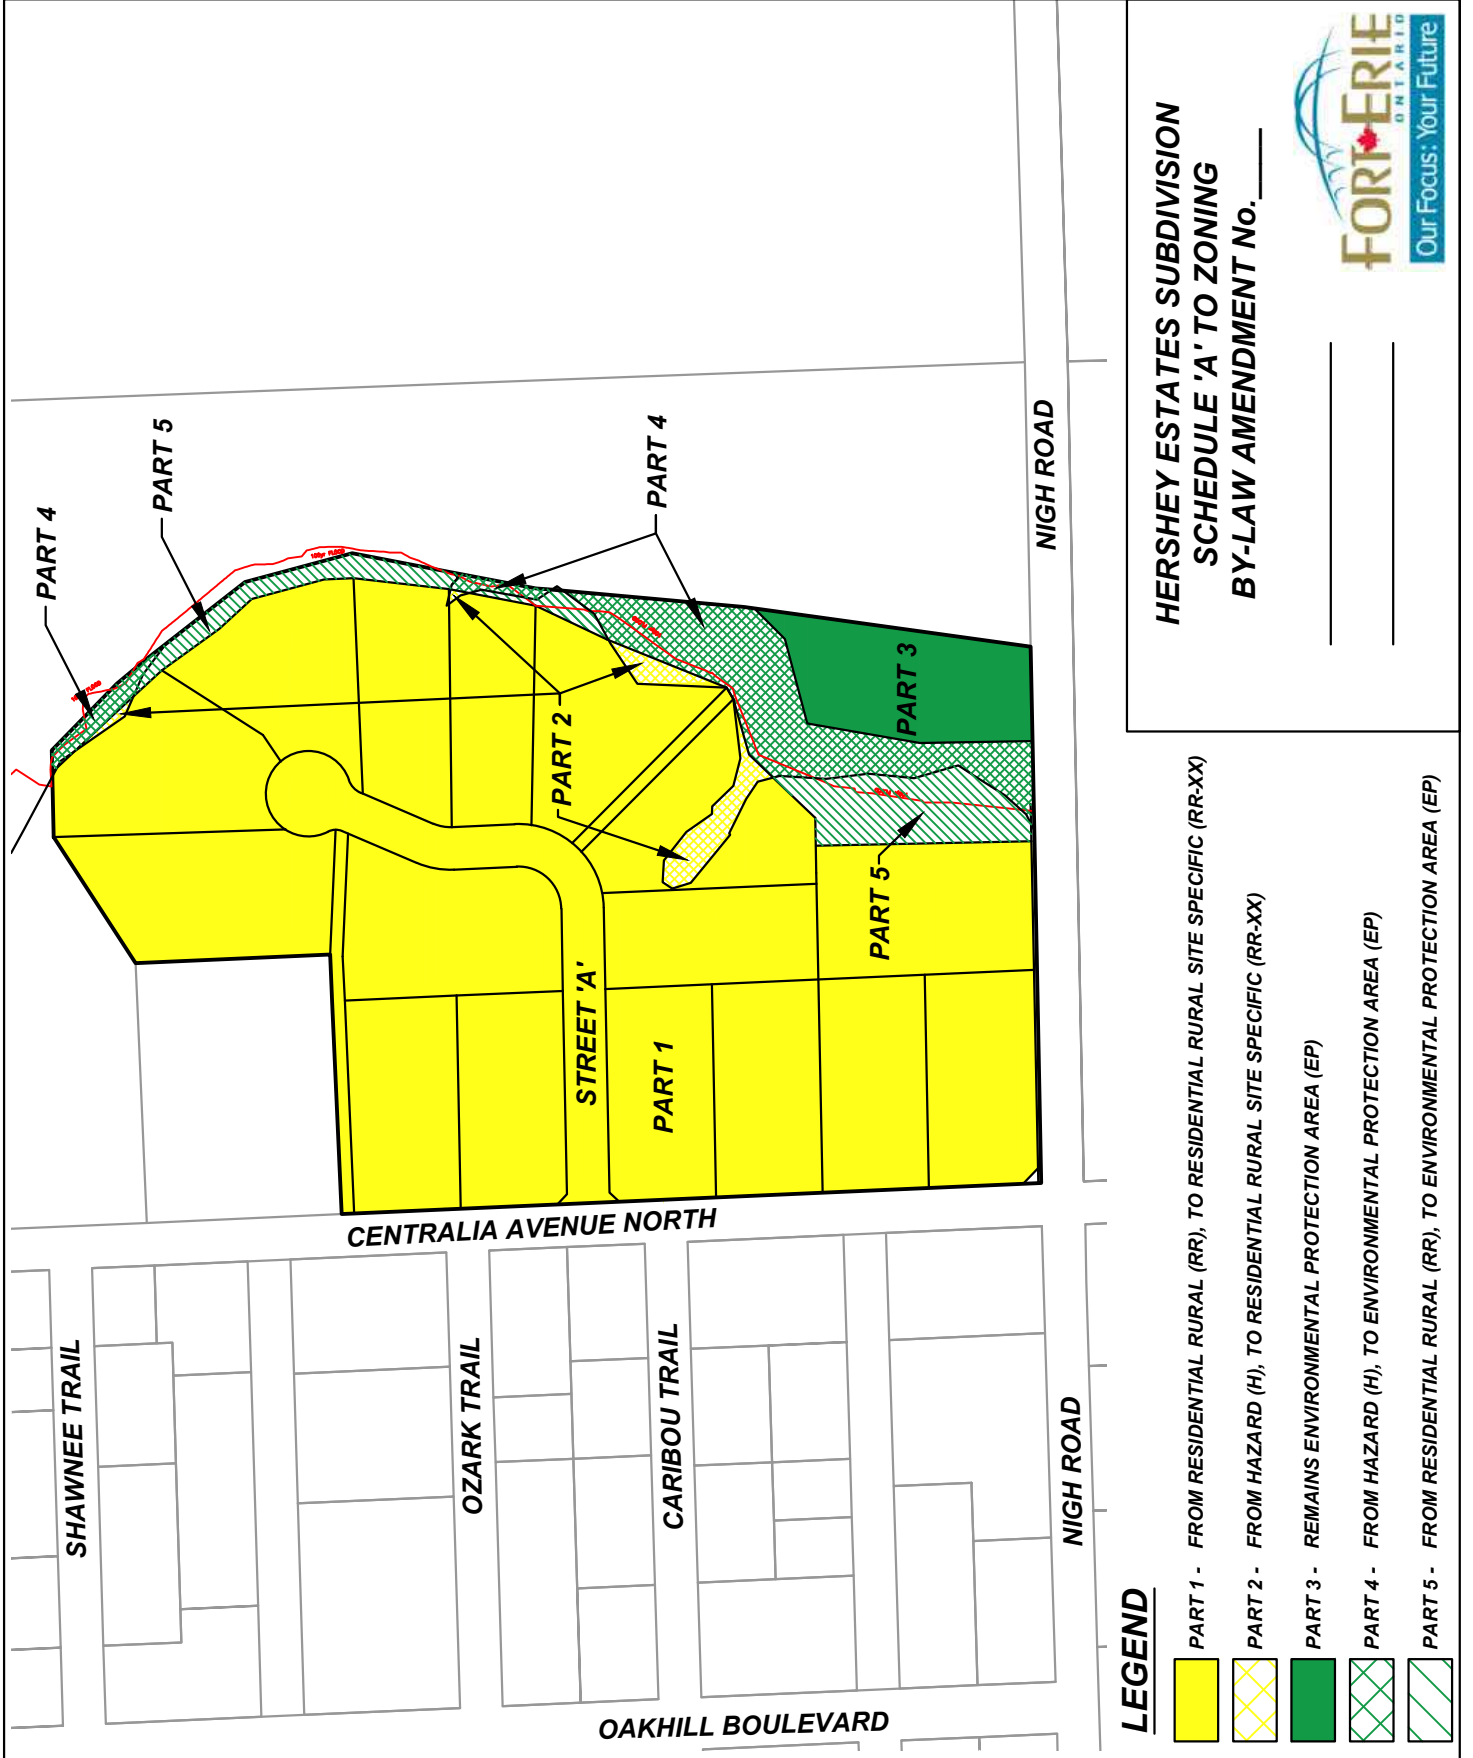 PART 4
PART 5
PART 4
PART 2
PART 3
PART 5
PART 1
STREET 'A'
NIGH ROAD
CENTRALIA AVENUE NORTH
SHAWNEE TRAIL
OZARK TRAIL
CARIBOU TRAIL
NIGH ROAD
OAKHILL BOULEVARD
LEGEND
PART 1 - FROM RESIDENTIAL RURAL (RR), TO RESIDENTIAL RURAL SITE SPECIFIC (RR-XX)
PART 2 - FROM HAZARD (H), TO RESIDENTIAL RURAL SITE SPECIFIC (RR-XX)
PART 3 - REMAINS ENVIRONMENTAL PROTECTION AREA (EP)
PART 4 - FROM HAZARD (H), TO ENVIRONMENTAL PROTECTION AREA (EP)
PART 5 - FROM RESIDENTIAL RURAL (RR), TO ENVIRONMENTAL PROTECTION AREA (EP)
HERSHEY ESTATES SUBDIVISION
SCHEDULE 'A' TO ZONING
BY-LAW AMENDMENT No.____
FORT ERIE
ONTARIO
Our Focus: Your Future